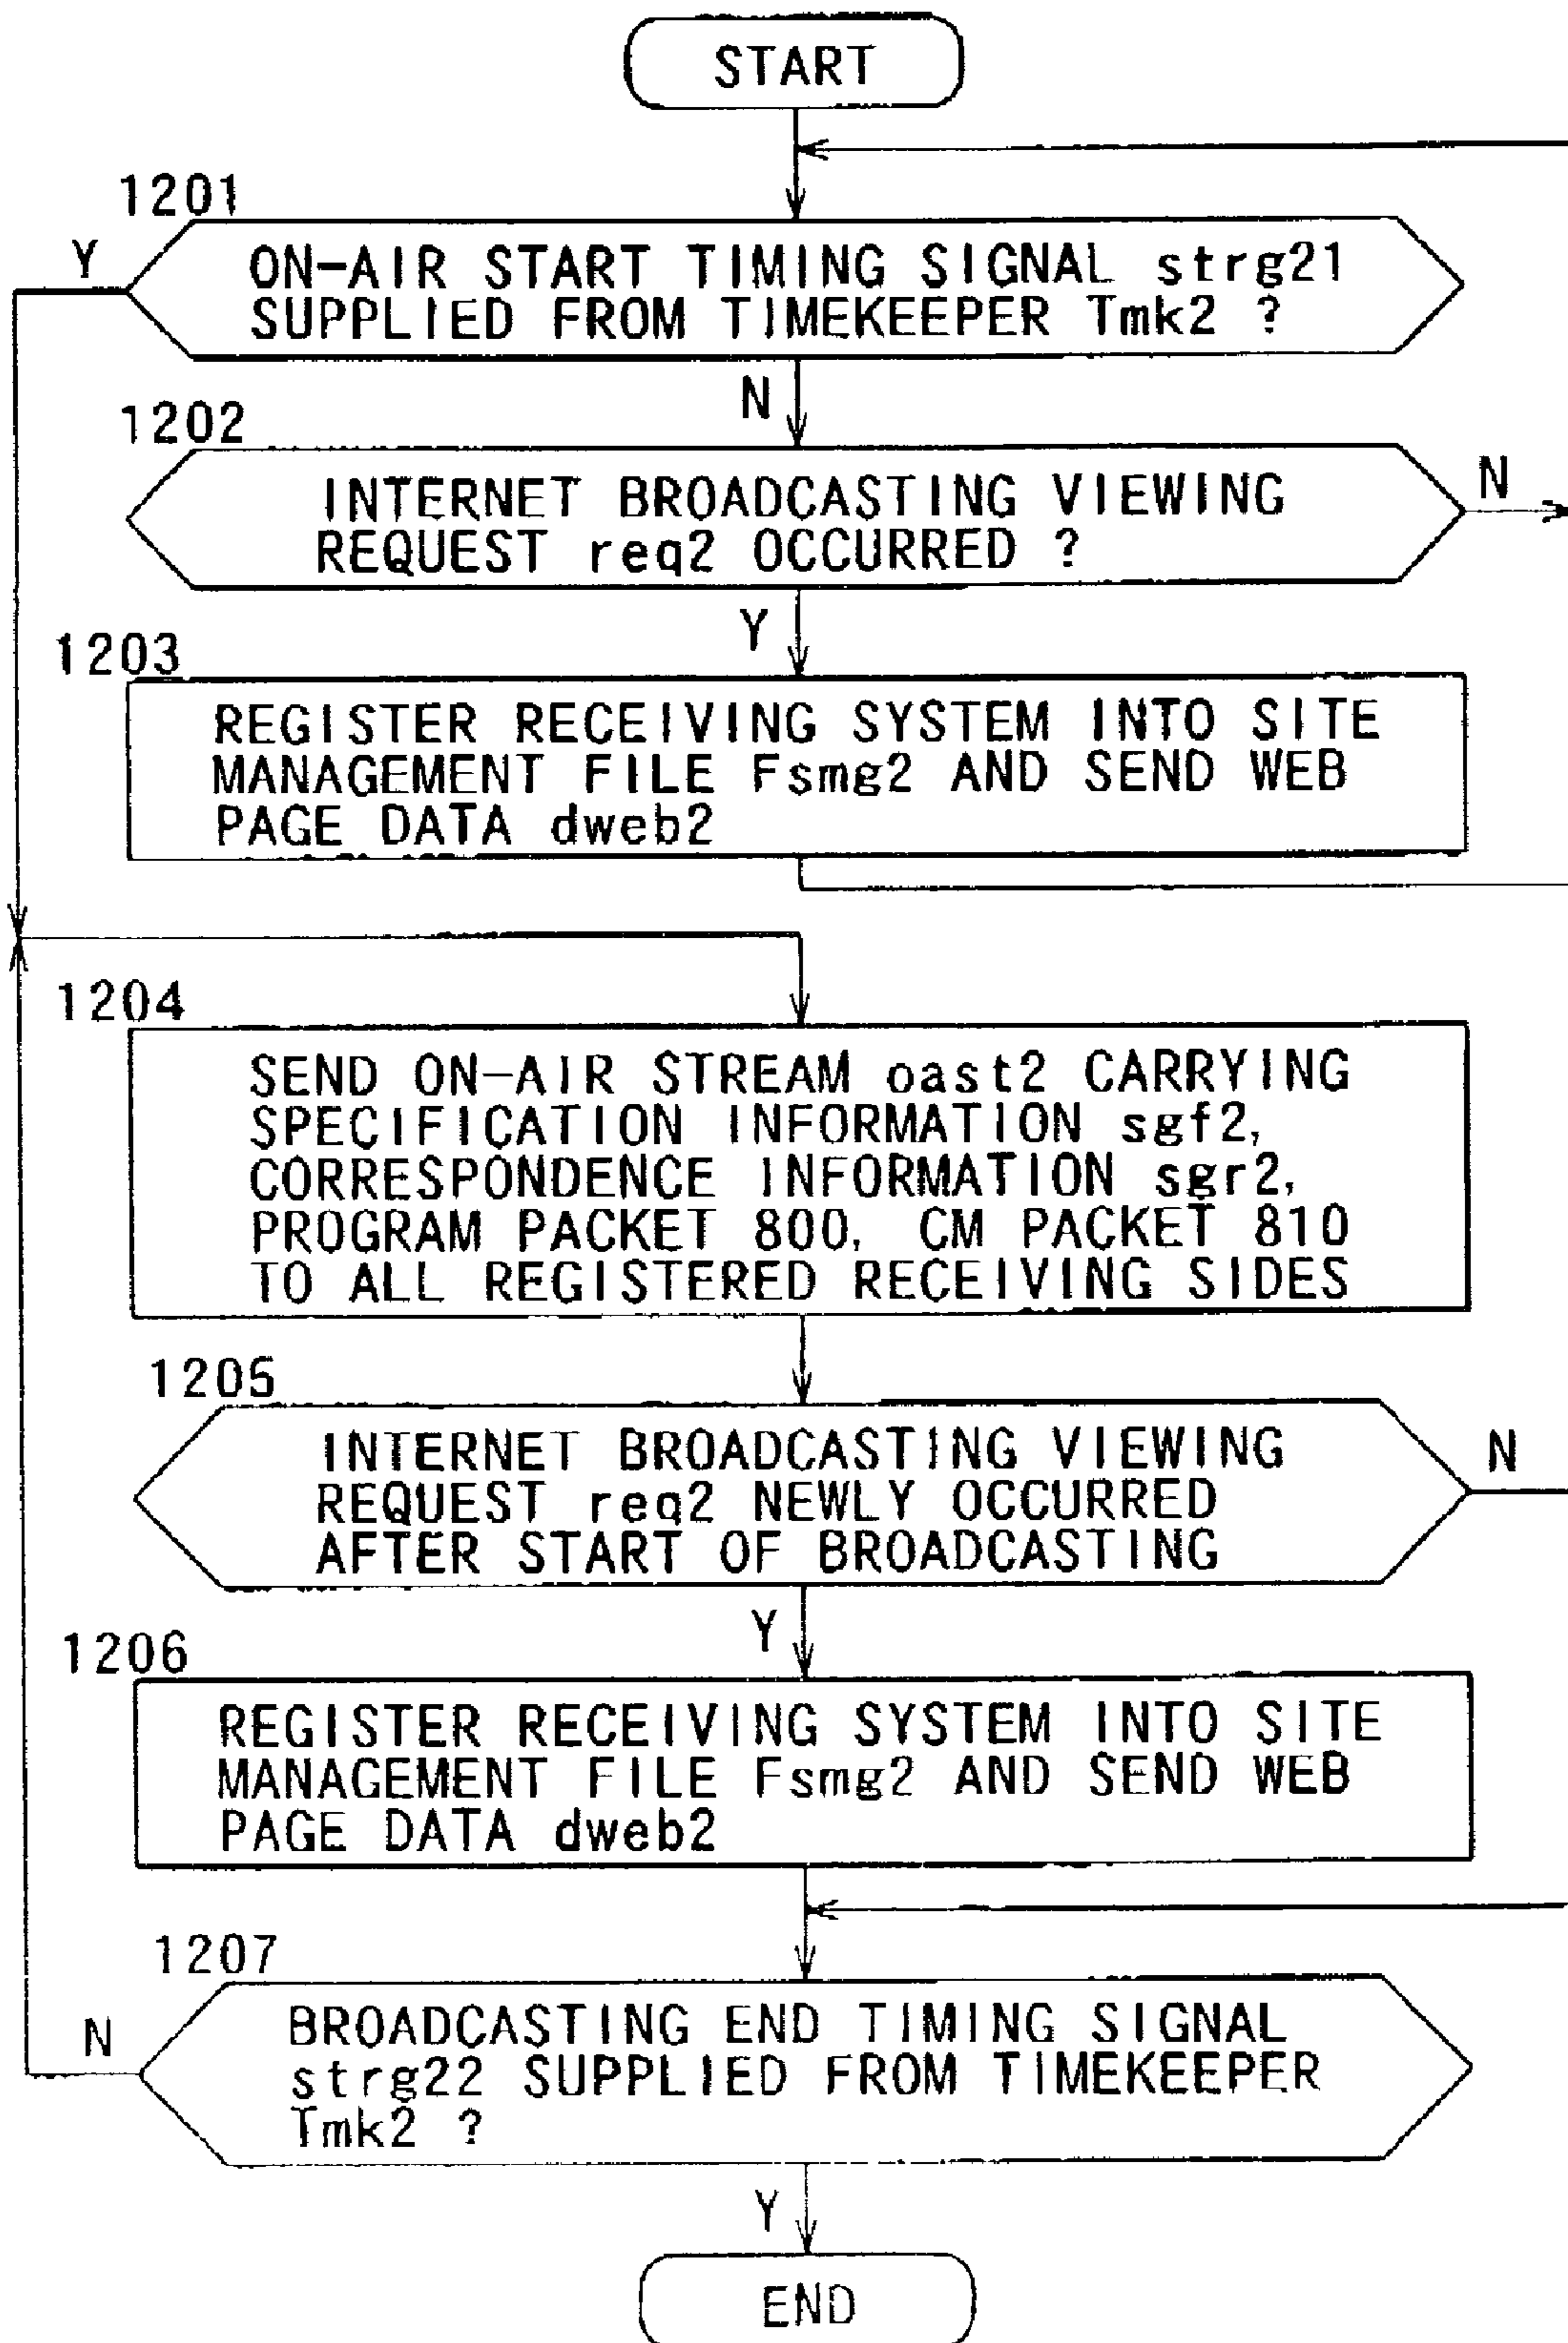 START
1201
Y
ON-AIR START TIMING SIGNAL strg21
SUPPLIED FROM TIMEKEEPER Tmk2 ?
N
1202
INTERNET BROADCASTING VIEWING
REQUEST req2 OCCURRED ?
N
Y
1203
REGISTER RECEIVING SYSTEM INTO SITE
MANAGEMENT FILE Fsmg2 AND SEND WEB
PAGE DATA dweb2
1204
SEND ON-AIR STREAM oast2 CARRYING
SPECIFICATION INFORMATION sgf2,
CORRESPONDENCE INFORMATION sgr2,
PROGRAM PACKET 800, CM PACKET 810
TO ALL REGISTERED RECEIVING SIDES
1205
INTERNET BROADCASTING VIEWING
REQUEST req2 NEWLY OCCURRED
AFTER START OF BROADCASTING
N
Y
1206
REGISTER RECEIVING SYSTEM INTO SITE
MANAGEMENT FILE Fsmg2 AND SEND WEB
PAGE DATA dweb2
1207
N
BROADCASTING END TIMING SIGNAL
strg22 SUPPLIED FROM TIMEKEEPER
Tmk2 ?
Y
END